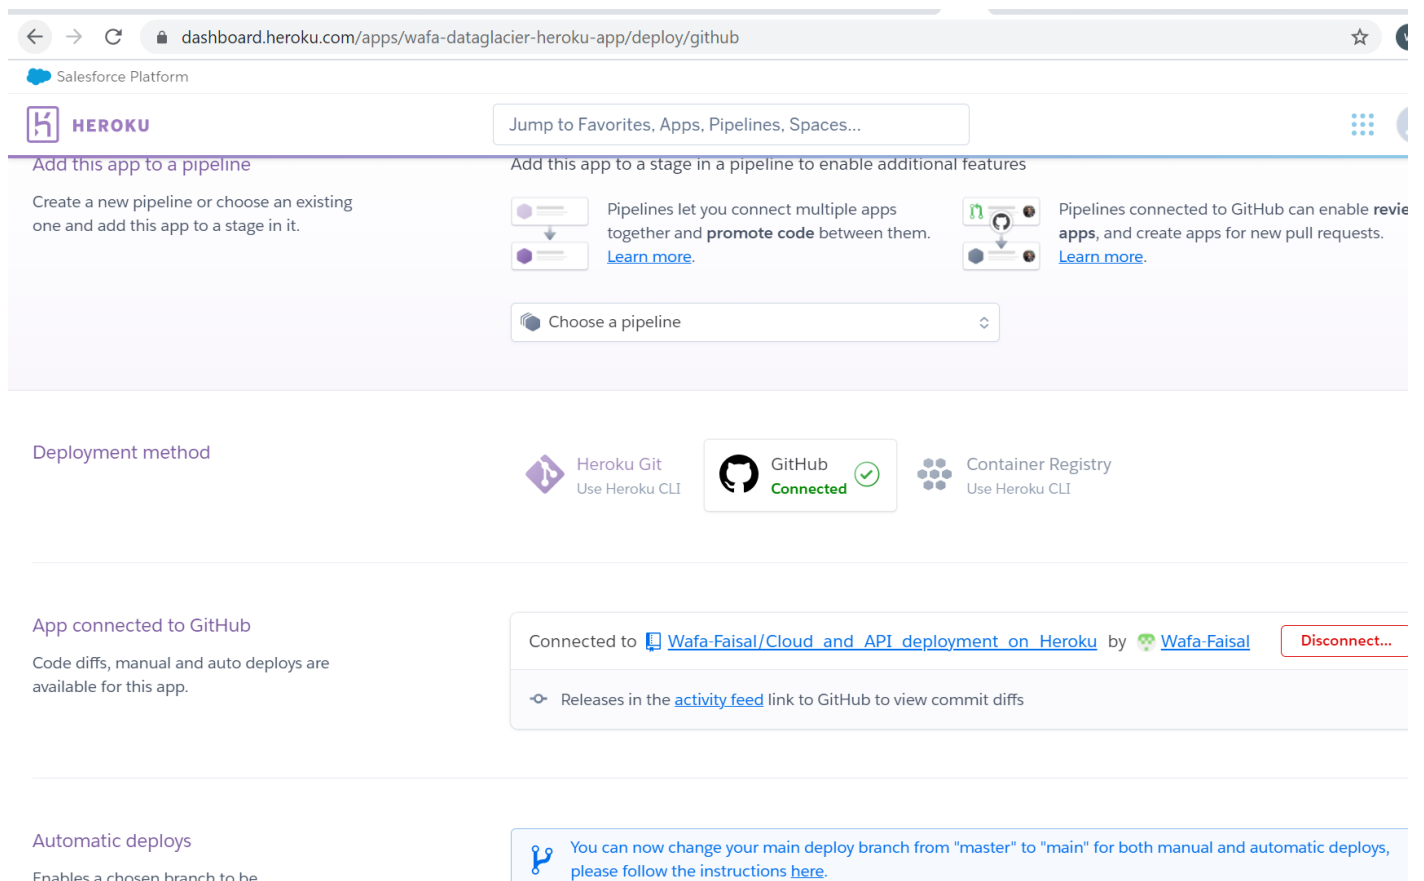 dashboard.heroku.com/apps/wafa-dataglacier-heroku-app/deploy/github
Salesforce Platform
HEROKU
Jump to Favorites, Apps, Pipelines, Spaces...
Add this app to a pipeline
Create a new pipeline or choose an existing
one and add this app to a stage in it.
Add this app to a stage in a pipeline to enable additional features
Pipelines let you connect multiple apps
together and promote code between them.
Learn more.
Pipelines connected to GitHub can enable revie
apps, and create apps for new pull requests.
Learn more.
Choose a pipeline
Deployment method
Heroku Git
Use Heroku CLI
GitHub
Connected
Container Registry
Use Heroku CLI
App connected to GitHub
Code diffs, manual and auto deploys are
available for this app.
Connected to Wafa-Faisal/Cloud_and_API_deployment_on_Heroku by Wafa-Faisal
Disconnect...
Releases in the activity feed link to GitHub to view commit diffs
Automatic deploys
Enables a chosen branch to be
You can now change your main deploy branch from "master" to "main" for both manual and automatic deploys,
please follow the instructions here.